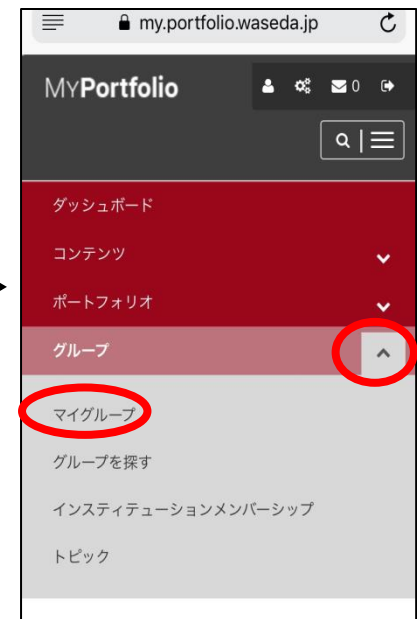 my.portfolio.waseda.jp
MYPortfolio
0
ダッシュボード
コンテンツ
ポートフォリオ
グループ
マイグループ
グループを探す
インスティテューションメンバーシップ
トピック